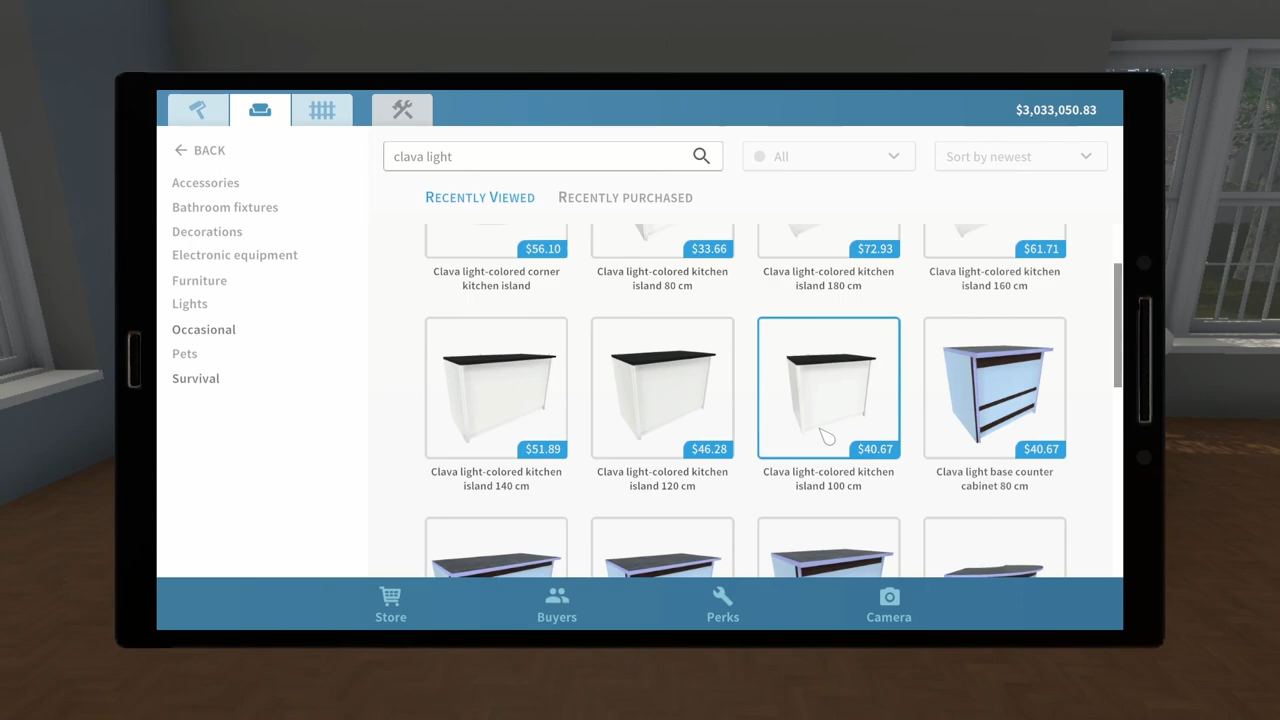 $3,033,050.83
BACK
clava light
All
Sort by newest
Accessories
Bathroom fixtures
Decorations
Electronic equipment
Furniture
Lights
Occasional
Pets
Survival
RECENTLY VIEWED
RECENTLY PURCHASED
$56.10
$33.66
$72.93
$61.71
Clava light-colored corner
kitchen island
Clava light-colored kitchen
island 80 cm
Clava light-colored kitchen
island 180 cm
Clava light-colored kitchen
island 160 cm
$51.89
$46.28
$40.67
$40.67
Clava light-colored kitchen
island 140 cm
Clava light-colored kitchen
island 120 cm
Clava light-colored kitchen
island 100 cm
Clava light base counter
cabinet 80 cm
Store
Buyers
Perks
Camera